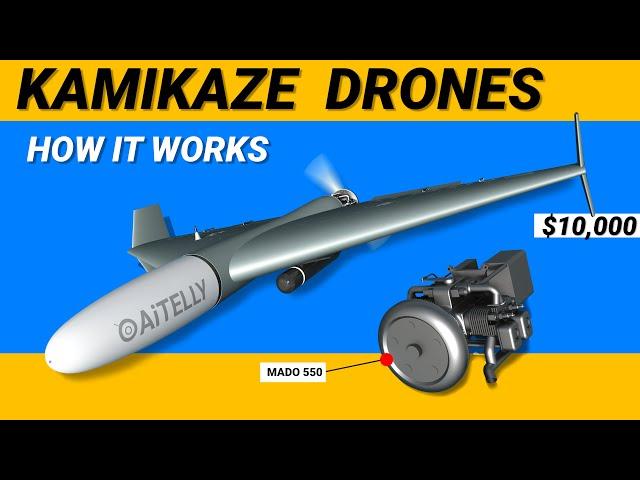 KAMIKAZE DRONES
HOW IT WORKS
$10,000
AiTELLY
MADO 550